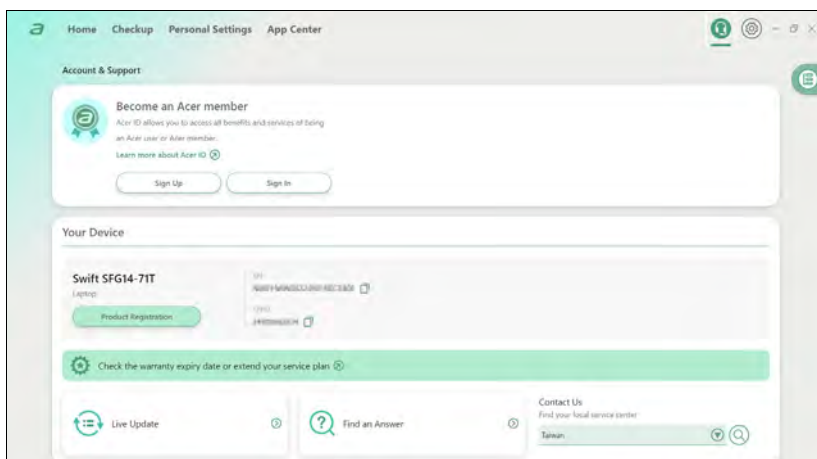 Home Checkup Personal Settings App Center
Account & Support
Become an Acer member
Acer ID allows you to access all benefits and services of being
an Acer user or Acer member.
Learn more about Acer ID
Sign Up Sign In
Your Device
Swift SFG14-71T
Laptop
Product Registration
Check the warranty expiry date or extend your service plan
Live Update
Find an Answer
Contact Us
Find your local service center
Taiwan